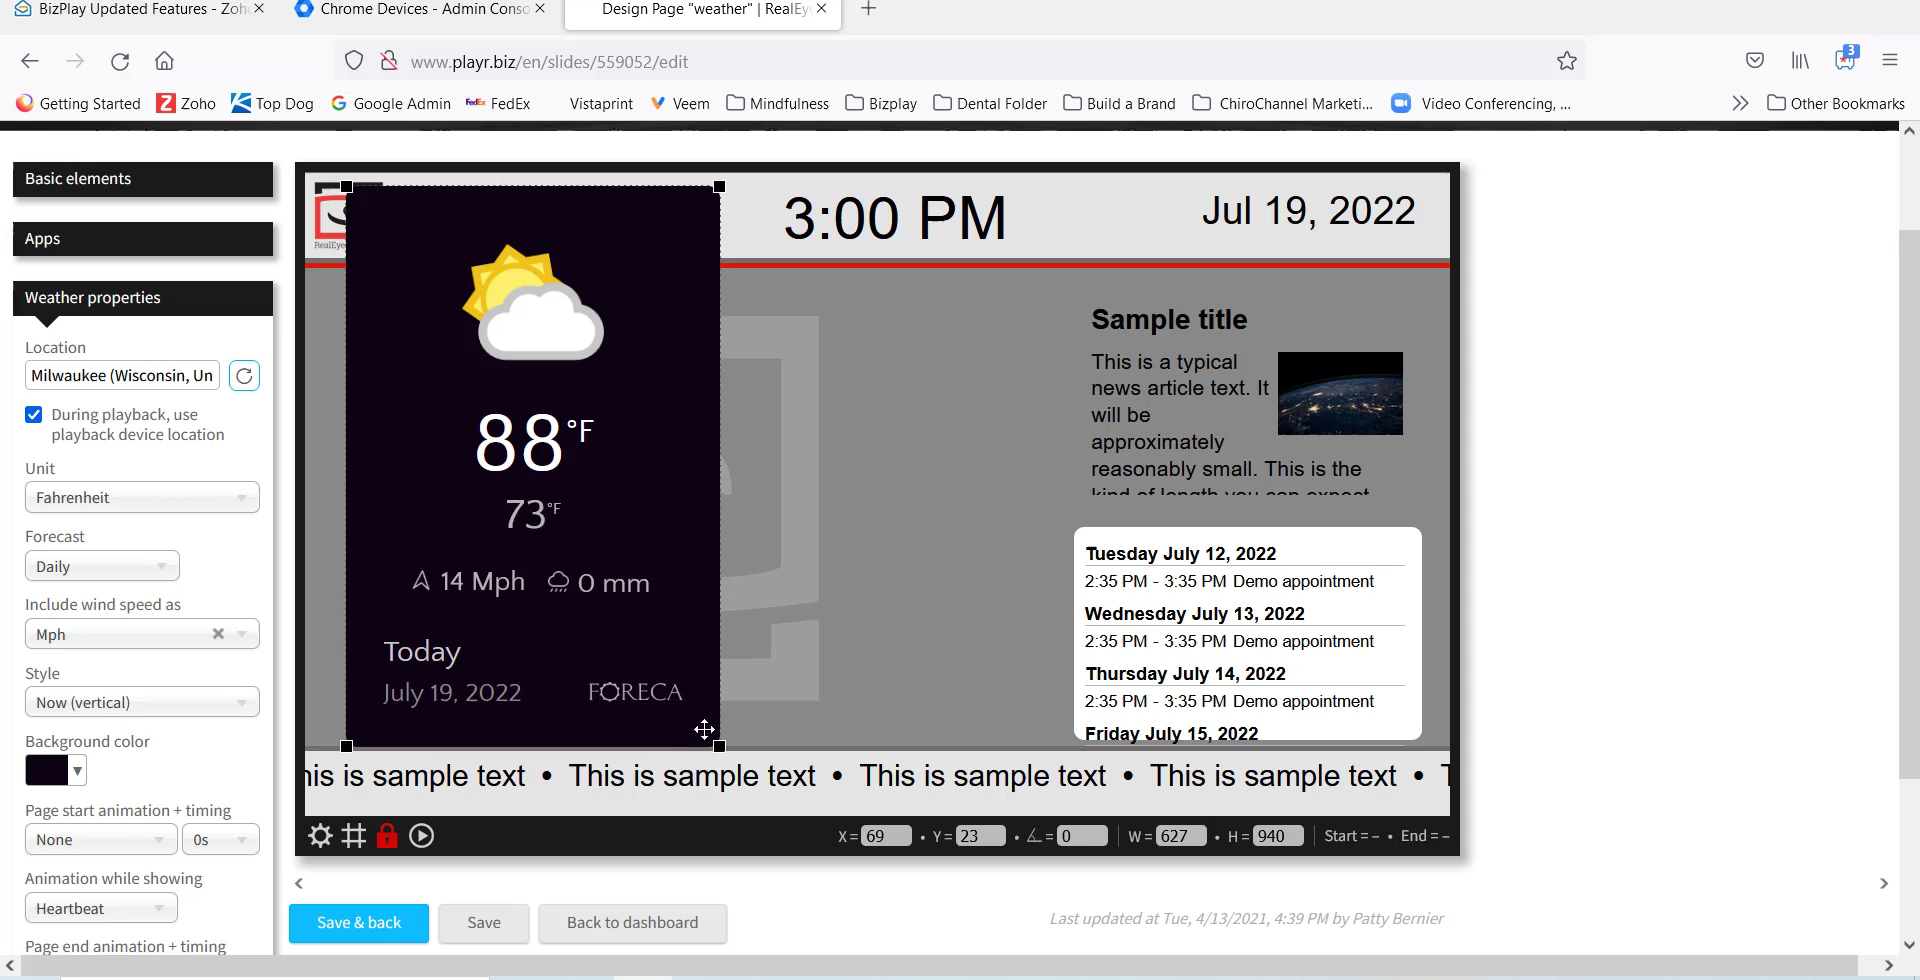 BizPlay Updated Features - Zoh
Chrome Devices - Admin Conso
Design Page "weather" | RealEy
www.playr.biz/en/slides/559052/edit
3
Getting Started
Zoho
Top Dog
Google Admin
FedEx FedEx
Vistaprint
Veem
Mindfulness
Bizplay
Dental Folder
Build a Brand
ChiroChannel Marketi...
Video Conferencing, ...
Other Bookmarks
Basic elements
Apps
Weather properties
Location
Milwaukee (Wisconsin, Un
During playback, use
playback device location
Unit
Fahrenheit
Forecast
Daily
Include wind speed as
Mph
Style
Now (vertical)
Background color
Page start animation + timing
None
0s
Animation while showing
Heartbeat
Page end animation + timing
RealEye
3:00 PM
Jul 19, 2022
88°F
73°F
14 Mph
0 mm
Today
July 19, 2022
FORECA
Sample title
This is a typical
news article text. It
will be
approximately
reasonably small. This is the
kind of length you can expect
Tuesday July 12, 2022
2:35 PM - 3:35 PM Demo appointment
Wednesday July 13, 2022
2:35 PM - 3:35 PM Demo appointment
Thursday July 14, 2022
2:35 PM - 3:35 PM Demo appointment
Friday July 15, 2022
his is sample text • This is sample text • This is sample text • This is sample text • T
X = 69 • Y = 23 • ∠ = 0 W = 627 • H = 940 Start = – • End = –
Save & back
Save
Back to dashboard
Last updated at Tue, 4/13/2021, 4:39 PM by Patty Bernier